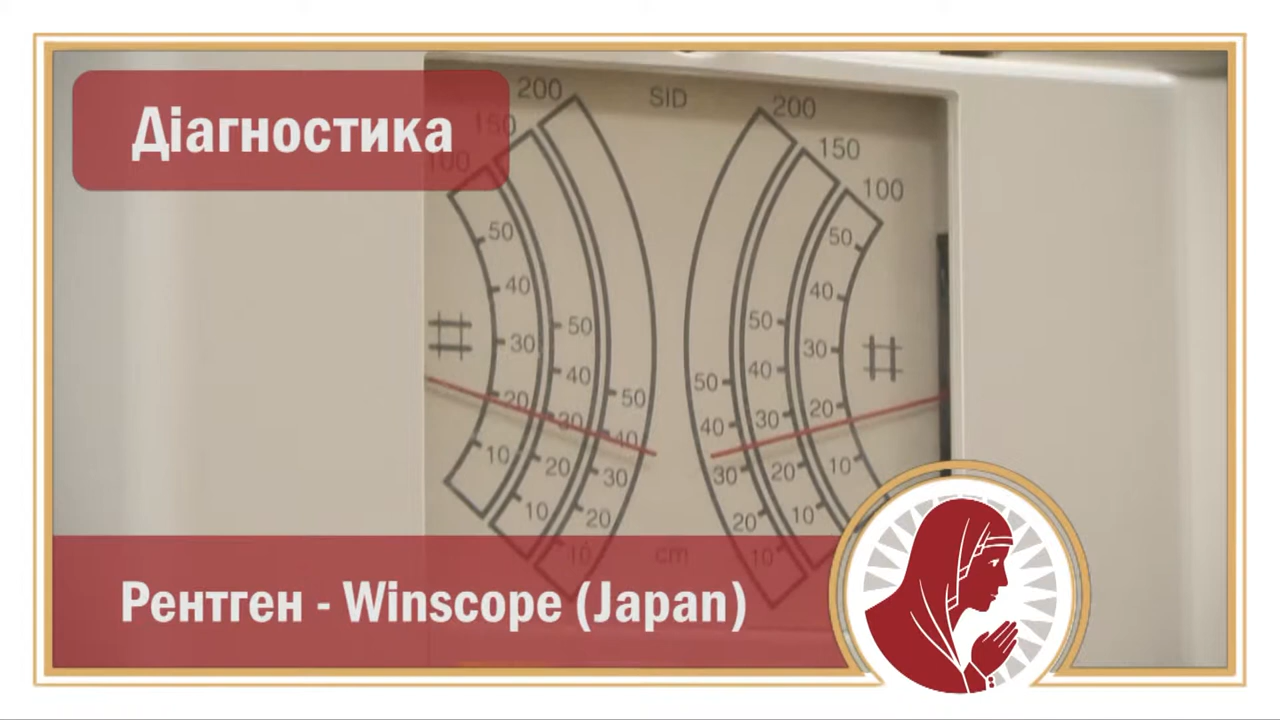 Діагностика
200 SID 200
150 150
100 100
50 50
40 40
30 50 50 30
20 40 50 50 40 20
30 40 40 30
10 20 30 30 20 10
10 20 20 10
10 cm 10
Рентген - Winscope (Japan)